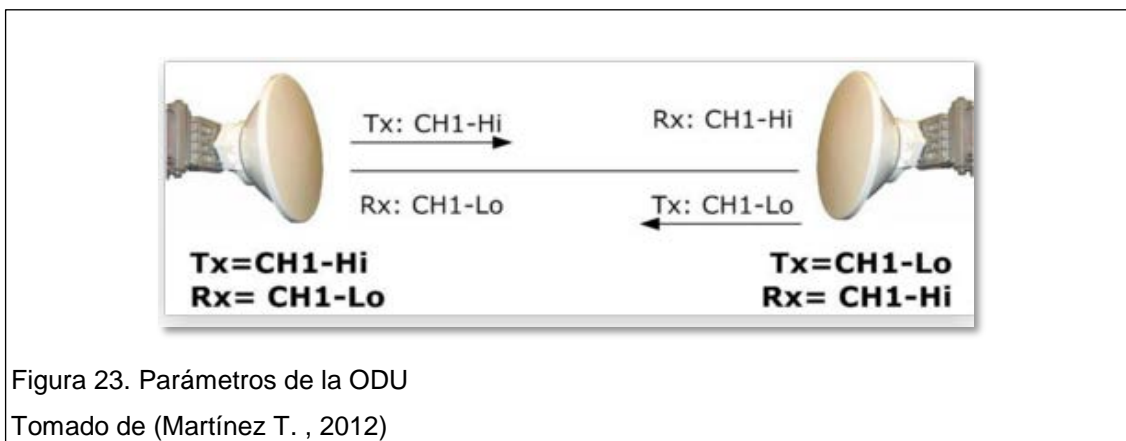 Tx: CH1-Hi
Rx: CH1-Hi
Rx: CH1-Lo
Tx: CH1-Lo
Tx=CH1-Hi
Rx= CH1-Lo
Tx=CH1-Lo
Rx= CH1-Hi
Figura 23. Parámetros de la ODU
Tomado de (Martínez T. , 2012)